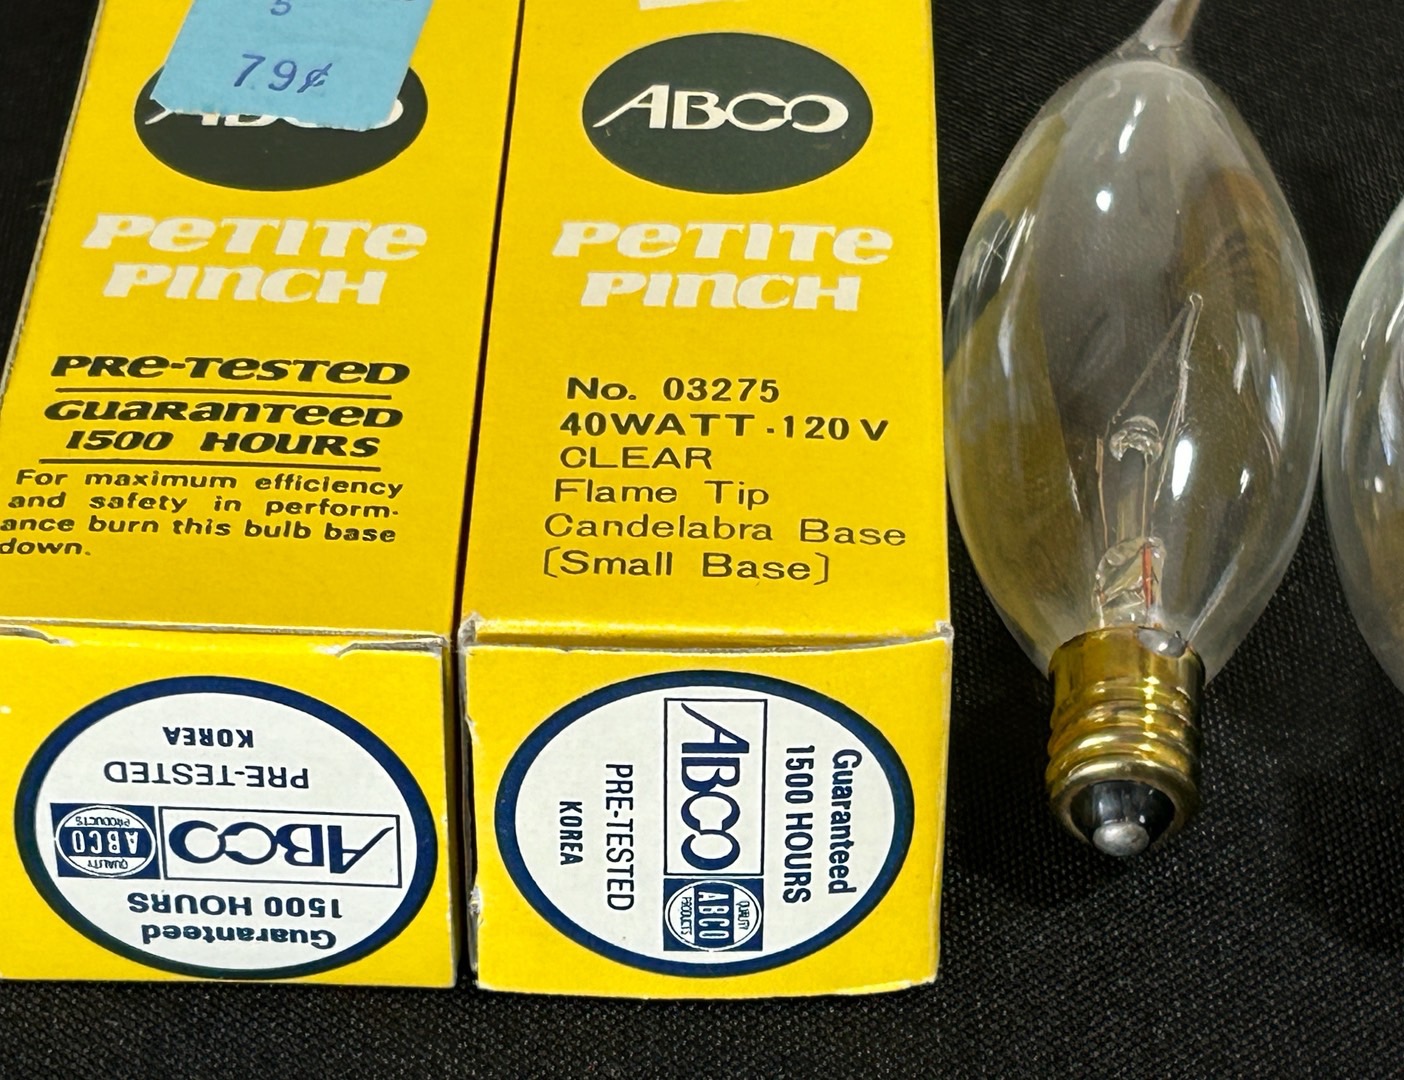 5
79¢
ABCO
PETITE
PINCH
PRE-TESTED
GUARANTEED
1500 HOURS
For maximum efficiency
and safety in perform-
ance burn this bulb base
down.
ABCO
PETITE
PINCH
No. 03275
40WATT-120V
CLEAR
Flame Tip
Candelabra Base
(Small Base)
Guaranteed
1500 HOURS
ABCO
QUALITY
ABCO
PRODUCTS
PRE-TESTED
KOREA
Guaranteed
1500 HOURS
ABCO
QUALITY
ABCO
PRODUCTS
PRE-TESTED
KOREA